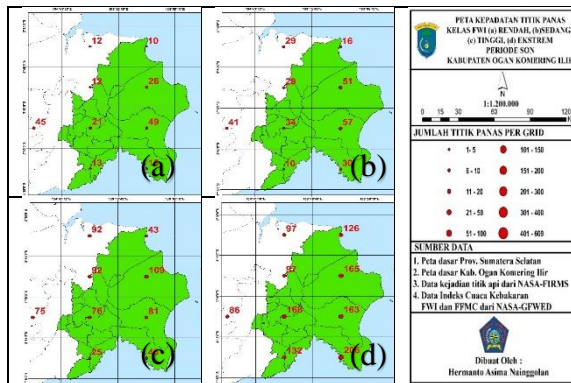 12
10
12
26
45
21
49
13
(a)
29
16
28
51
41
34
57
10
30
(b)
92
43
92
109
75
76
81
25
(c)
97
126
97
165
86
168
163
132
(d)
PETA KEPADATAN TITIK PANAS
KELAS FWI (a) RENDAH, (b)SEDANG
(c) TINGGI, (d) EKSTREM
PERIODE SON
KABUPATEN OGAN KOMERING ILIR
N
1:1.200.000
0 15 30 60 90 120
JUMLAH TITIK PANAS PER GRID
1- 5
101 - 150
6 - 10
151 - 200
11 - 20
201 - 300
21 - 50
301 - 400
51 - 100
401 - 609
SUMBER DATA
1. Peta dasar Prov. Sumatera Selatan
2. Peta dasar Kab. Ogan Komering Ilir
3. Data kejadian titik api dari NASA-FIRMS
4. Data Indeks Cuaca Kebakaran
FWI dan FFMC dari NASA-GFWED
Dibuat Oleh :
Hermanto Asima Nainggolan